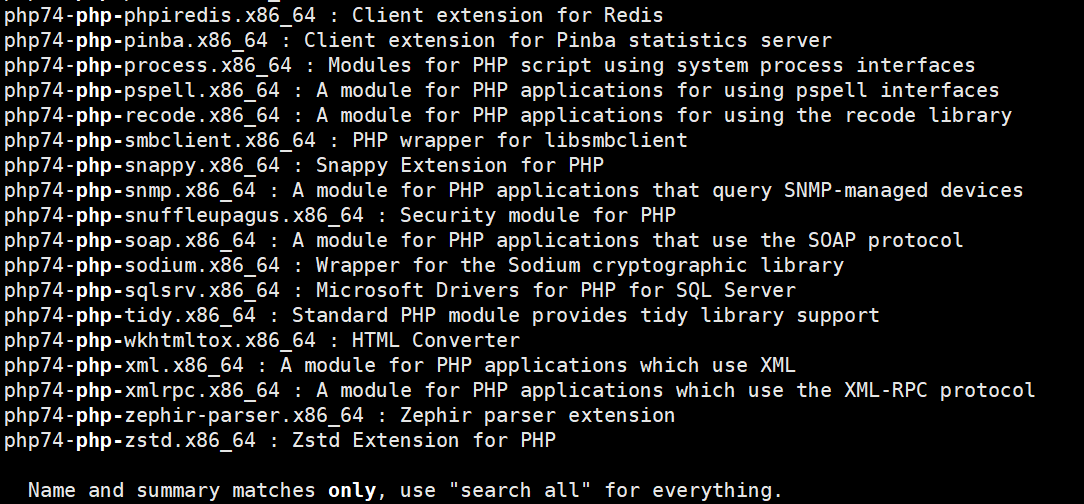 php74-php-phpiredis.x86_64 : Client extension for Redis
php74-php-pinba.x86_64 : Client extension for Pinba statistics server
php74-php-process.x86_64 : Modules for PHP script using system process interfaces
php74-php-pspell.x86_64 : A module for PHP applications for using pspell interfaces
php74-php-recode.x86_64 : A module for PHP applications for using the recode library
php74-php-smbclient.x86_64 : PHP wrapper for libsmbclient
php74-php-snappy.x86_64 : Snappy Extension for PHP
php74-php-snmp.x86_64 : A module for PHP applications that query SNMP-managed devices
php74-php-snuffleupagus.x86_64 : Security module for PHP
php74-php-soap.x86_64 : A module for PHP applications that use the SOAP protocol
php74-php-sodium.x86_64 : Wrapper for the Sodium cryptographic library
php74-php-sqlsrv.x86_64 : Microsoft Drivers for PHP for SQL Server
php74-php-tidy.x86_64 : Standard PHP module provides tidy library support
php74-php-wkhtmltox.x86_64 : HTML Converter
php74-php-xml.x86_64 : A module for PHP applications which use XML
php74-php-xmlrpc.x86_64 : A module for PHP applications which use the XML-RPC protocol
php74-php-zephir-parser.x86_64 : Zephir parser extension
php74-php-zstd.x86_64 : Zstd Extension for PHP
Name and summary matches only, use "search all" for everything.